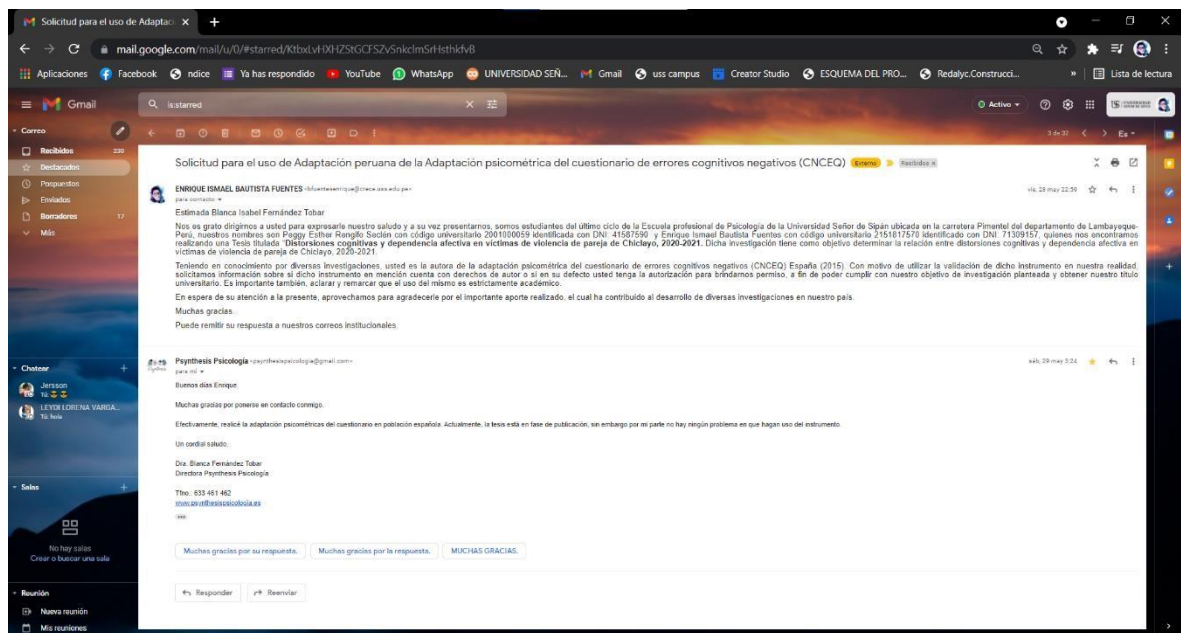 Solicitud para el uso de Adaptac
mail.google.com/mail/u/0/#starred/
Aplicaciones Facebook ndice Ya has respondido YouTube WhatsApp UNIVERSIDAD SEÑ... Gmail uss campus Creator Studio ESQUEMA DEL PRO... Redalyc.Construcci... » Lista de lectura
Gmail is:starred Activo
Correo
3 de 32 Es
Recibidos 230
Destacados
Pospuestos
Enviados
Borradores 12
Más
Solicitud para el uso de Adaptación peruana de la Adaptación psicométrica del cuestionario de errores cognitivos negativos (CNCEQ) Externo Recibidos x
ENRIQUE ISMAEL BAUTISTA FUENTES vie, 28 may 22:59
para contacto
Estimada Blanca Isabel Fernández Tobar
Nos es grato dirigirnos a usted para expresarle nuestro saludo y a su vez presentarnos, somos estudiantes del último ciclo de la Escuela profesional de Psicología de la Universidad Señor de Sipán ubicada en la carretera Pimentel del departamento de Lambayeque-
Perú, nuestros nombres son Peggy Esther Rengifo Seclén con código universitario 2001000059 identificada con DNI: 41587590 y Enrique Ismael Bautista Fuentes con código universitario 2151817570 identificado con DNI: 71309157, quienes nos encontramos
realizando una Tesis titulada "Distorsiones cognitivas y dependencia afectiva en víctimas de violencia de pareja de Chiclayo, 2020-2021. Dicha investigación tiene como objetivo determinar la relación entre distorsiones cognitivas y dependencia afectiva en
víctimas de violencia de pareja de Chiclayo, 2020-2021.
Teniendo en conocimiento por diversas investigaciones, usted es la autora de la adaptación psicométrica del cuestionario de errores cognitivos negativos (CNCEQ) España (2015). Con motivo de utilizar la validación de dicho instrumento en nuestra realidad,
solicitamos información sobre si dicho instrumento en mención cuenta con derechos de autor o si en su defecto usted tenga la autorización para brindarnos permiso, a fin de poder cumplir con nuestro objetivo de investigación planteada y obtener nuestro título
universitario. Es importante también, aclarar y remarcar que el uso del mismo es estrictamente académico.
En espera de su atención a la presente, aprovechamos para agradecerle por el importante aporte realizado, el cual ha contribuido al desarrollo de diversas investigaciones en nuestro país.
Muchas gracias.
Puede remitir su respuesta a nuestros correos institucionales.
Chatear
Jersson
Tú:
LEYDI LORENA VARGA...
Tú: hola
Psynthesis Psicología <psynthesispsicologia@gmail.com> sáb, 29 may 3:24
para mí
Buenos días Enrique,
Muchas gracias por ponerse en contacto conmigo.
Efectivamente, realicé la adaptación psicométricas del cuestionario en población española. Actualmente, la tesis está en fase de publicación, sin embargo por mi parte no hay ningún problema en que hagan uso del instrumento.
Un cordial saludo,
Dra. Blanca Fernández Tobar
Directora Psynthesis Psicología
Tfno.: 633 461 462
www.psynthesispsicologia.es
Salas
No hay salas
Crear o buscar una sala
Muchas gracias por su respuesta. Muchas gracias por la respuesta. MUCHAS GRACIAS.
Responder Reenviar
Reunión
Nueva reunión
Mis reuniones